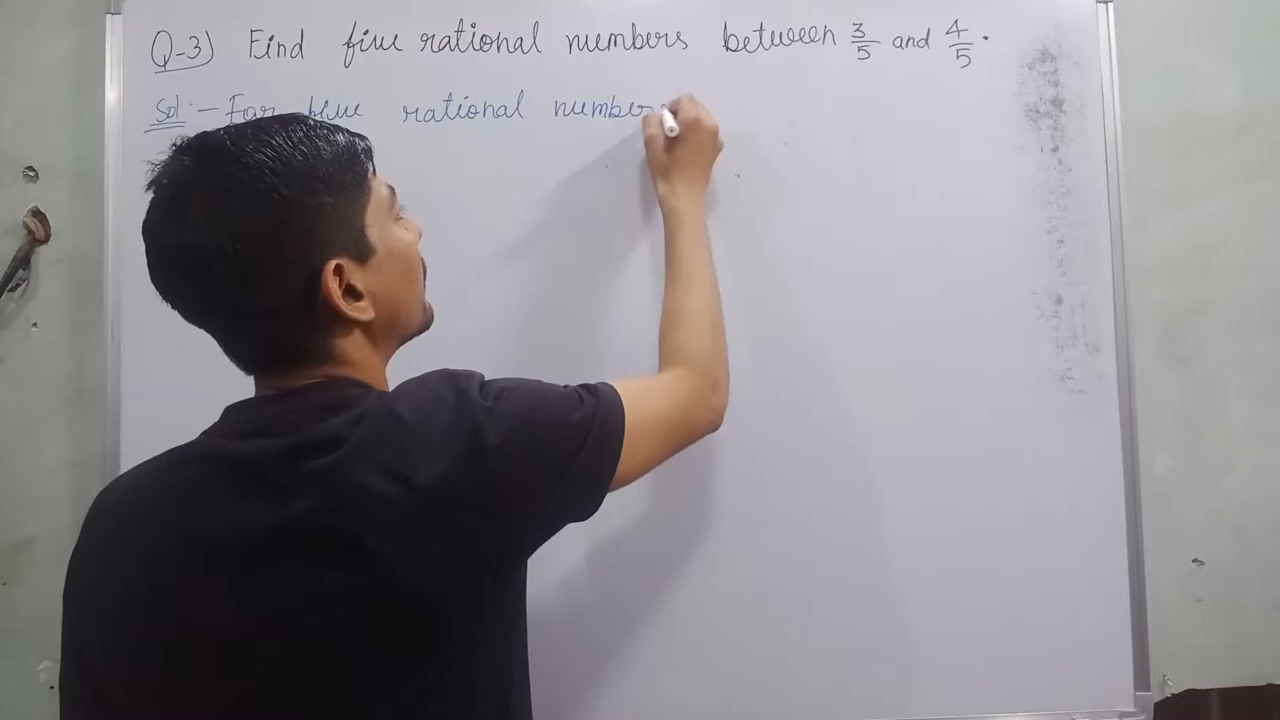 Q-3) Find five rational numbers between 3/5 and 4/5.
Sol:- For five rational number